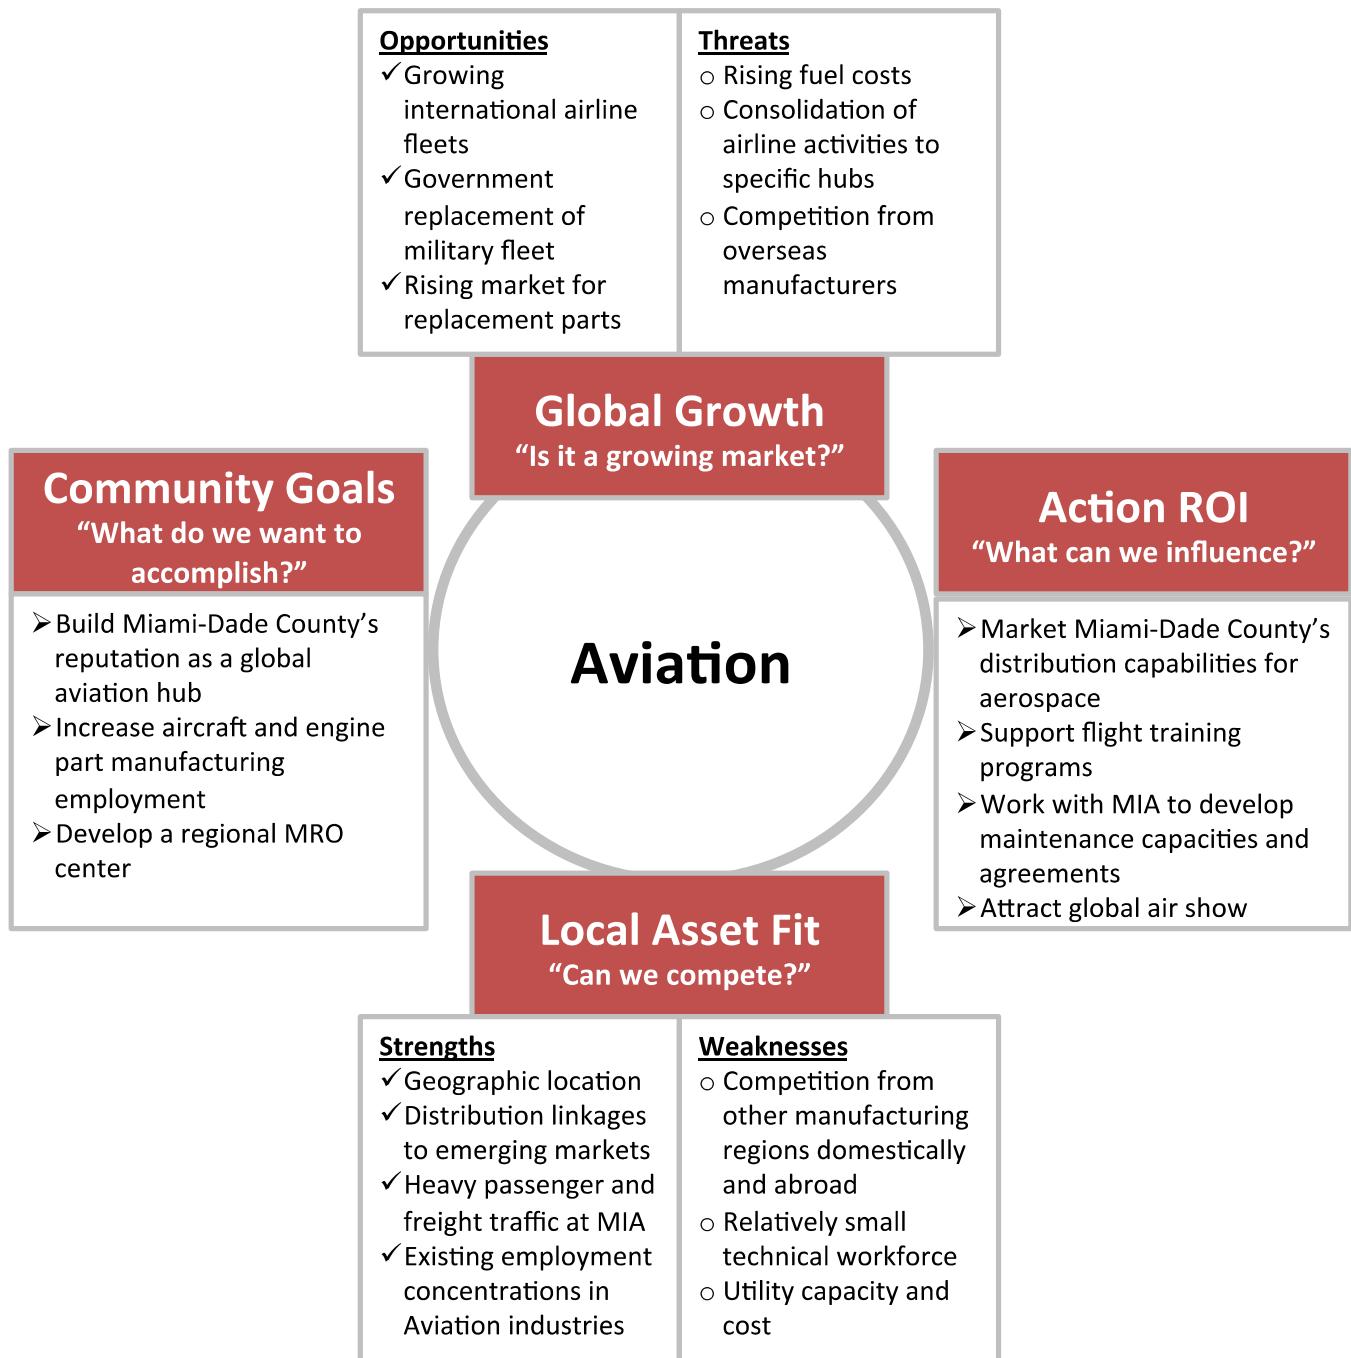 Opportunities
✓Growing
international airline
fleets
✓Government
replacement of
military fleet
✓Rising market for
replacement parts
Threats
o Rising fuel costs
o Consolidation of
airline activities to
specific hubs
o Competition from
overseas
manufacturers
Global Growth
“Is it a growing market?”
Community Goals
“What do we want to
accomplish?”
➢Build Miami-Dade County’s
reputation as a global
aviation hub
➢Increase aircraft and engine
part manufacturing
employment
➢Develop a regional MRO
center
Aviation
Action ROI
“What can we influence?”
➢Market Miami-Dade County’s
distribution capabilities for
aerospace
➢Support flight training
programs
➢Work with MIA to develop
maintenance capacities and
agreements
➢Attract global air show
Local Asset Fit
“Can we compete?”
Strengths
✓Geographic location
✓Distribution linkages
to emerging markets
✓Heavy passenger and
freight traffic at MIA
✓Existing employment
concentrations in
Aviation industries
Weaknesses
o Competition from
other manufacturing
regions domestically
and abroad
o Relatively small
technical workforce
o Utility capacity and
cost